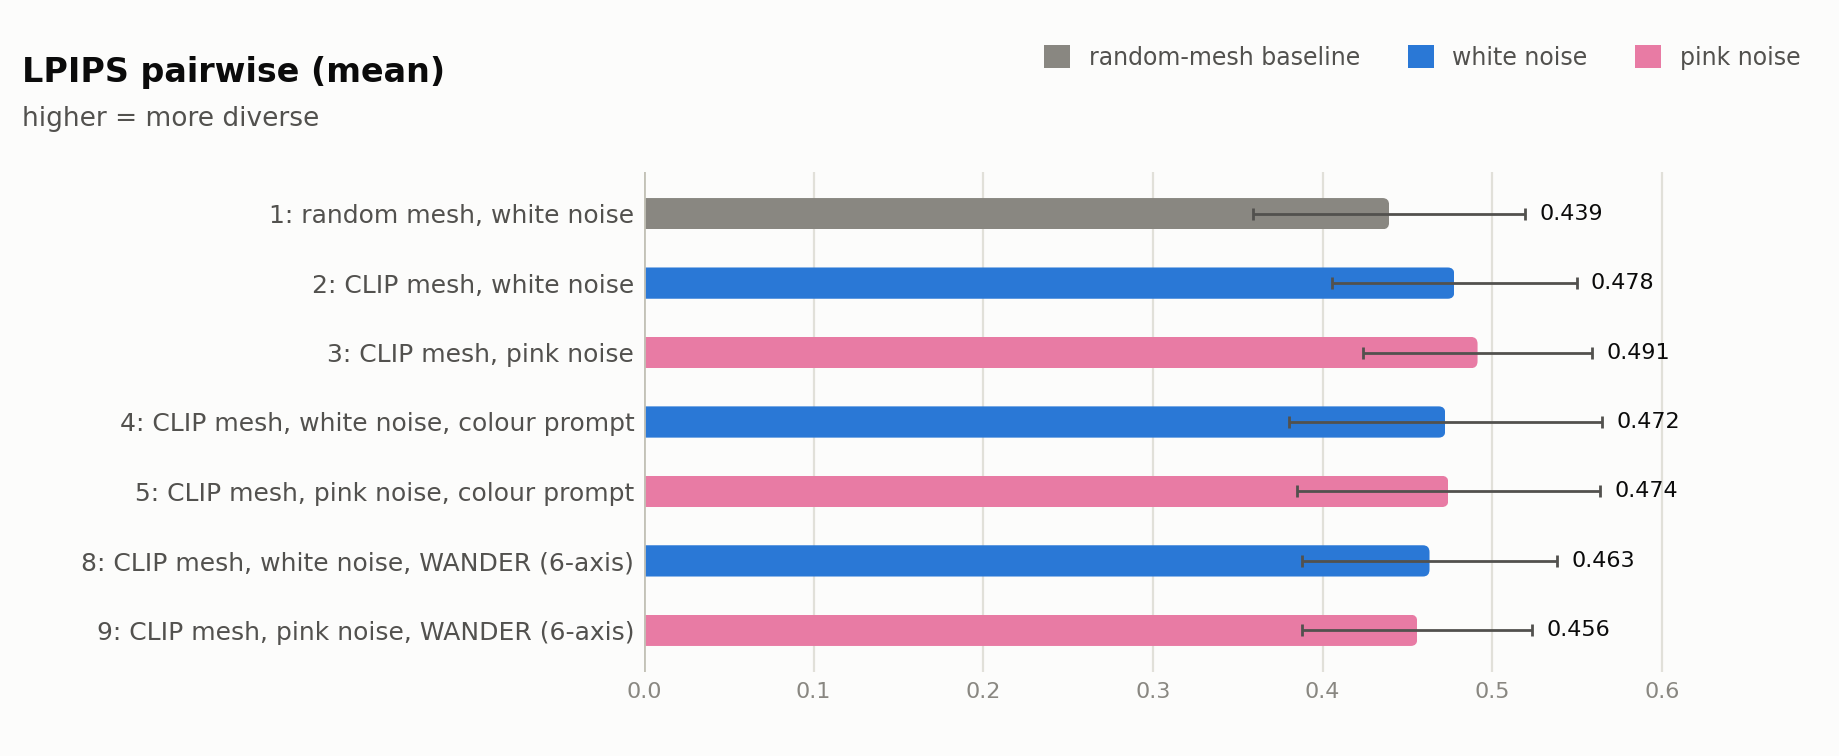 LPIPS pairwise (mean)
higher = more diverse
random-mesh baseline
white noise
pink noise
1: random mesh, white noise
0.439
2: CLIP mesh, white noise
0.478
3: CLIP mesh, pink noise
0.491
4: CLIP mesh, white noise, colour prompt
0.472
5: CLIP mesh, pink noise, colour prompt
0.474
8: CLIP mesh, white noise, WANDER (6-axis)
0.463
9: CLIP mesh, pink noise, WANDER (6-axis)
0.456
0.0 0.1 0.2 0.3 0.4 0.5 0.6